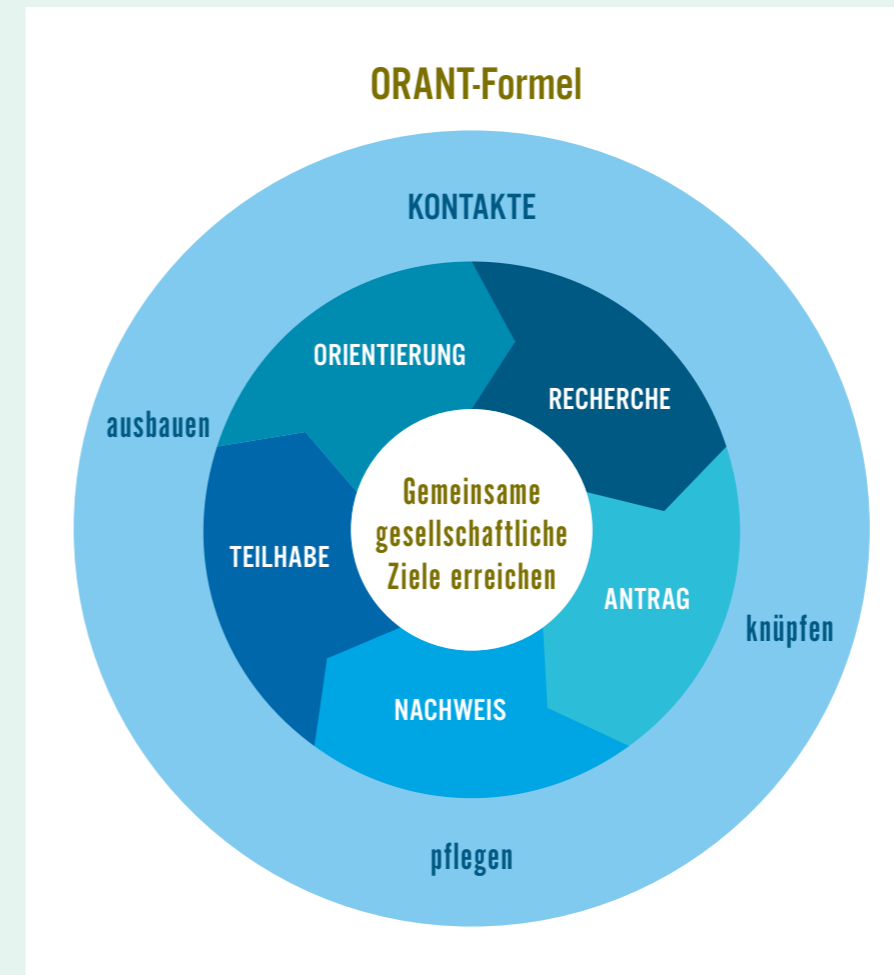 ORANT-Formel
KONTAKTE
ORIENTIERUNG
RECHERCHE
ausbauen
Gemeinsame
gesellschaftliche
Ziele erreichen
TEILHABE
ANTRAG
knüpfen
NACHWEIS
pflegen